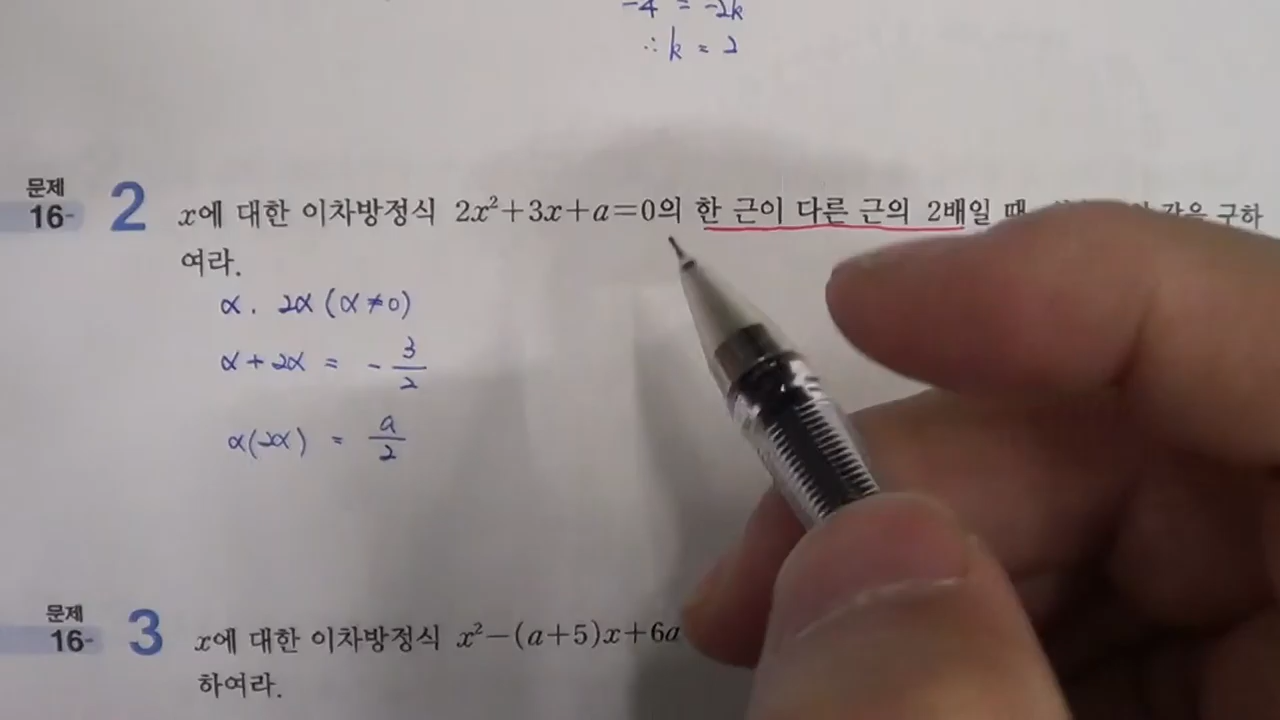 -4 = -2k
∴ k = 2
문제
16- 2 x에 대한 이차방정식 2x²+3x+a=0의 한 근이 다른 근의 2배일 때 구하
여라.
α. 2α (α≠0)
α + 2α = - 3/2
α(2α) = a/2
문제
16- 3 x에 대한 이차방정식 x²-(a+5)x+6a
하여라.